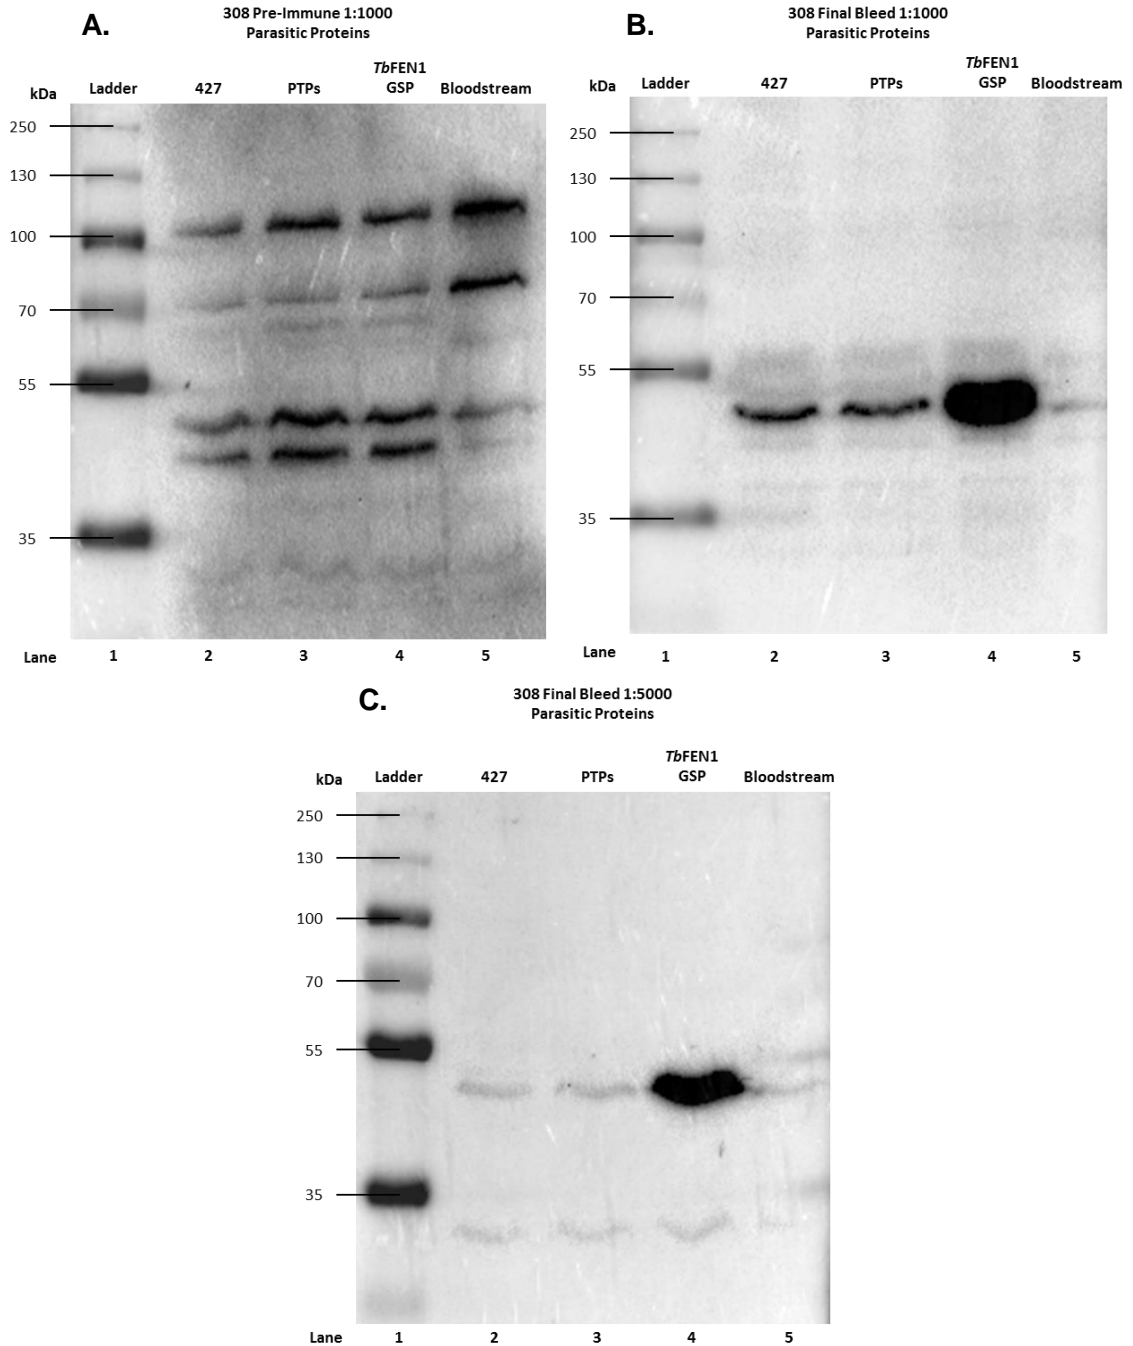 A.
308 Pre-Immune 1:1000
Parasitic Proteins
kDa
Ladder
427
PTPs
TbFEN1
GSP
Bloodstream
250
130
100
70
55
35
Lane
1
2
3
4
5
B.
308 Final Bleed 1:1000
Parasitic Proteins
kDa
Ladder
427
PTPs
TbFEN1
GSP
Bloodstream
250
130
100
70
55
35
Lane
1
2
3
4
5
C.
308 Final Bleed 1:5000
Parasitic Proteins
kDa
Ladder
427
PTPs
TbFEN1
GSP
Bloodstream
250
130
100
70
55
35
Lane
1
2
3
4
5